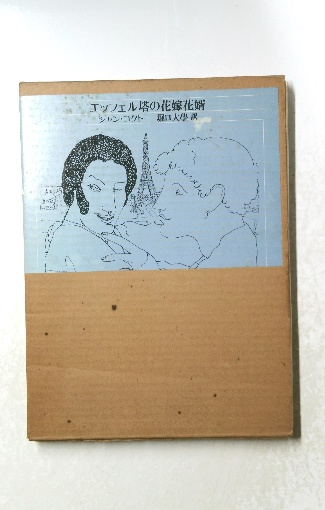 エッフェル塔の花嫁花婿
ジャン・コクトー 堀口大學 訳